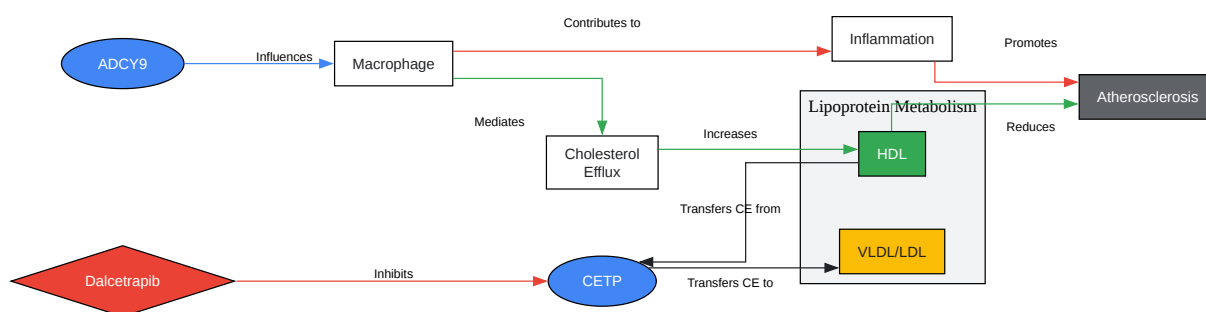 Contributes to
Inflammation
Promotes
ADCY9
Influences
Macrophage
Atherosclerosis
Lipoprotein Metabolism
Mediates
Increases
Reduces
Cholesterol
Efflux
HDL
Transfers CE from
VLDL/LDL
Dalcetrapib
Inhibits
CETP
Transfers CE to